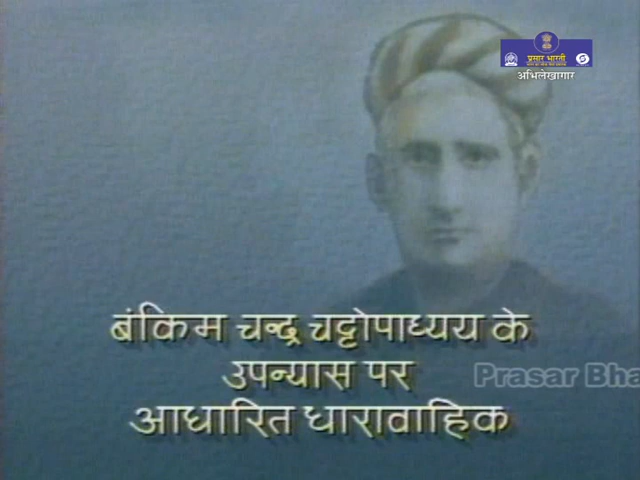 प्रसार भारती
अभिलेखागार
बंकिम चन्द्र चट्टोपाध्यय के
उपन्यास पर
आधारित धारावाहिक
Prasar Bha